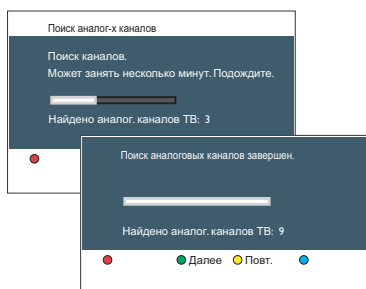 Поиск аналог-х каналов
Поиск каналов.
Может занять несколько минут. Подождите.
Найдено аналог. каналов ТВ: 3
Поиск аналоговых каналов завершен.
Найдено аналог. каналов ТВ: 9
Далее Повт.